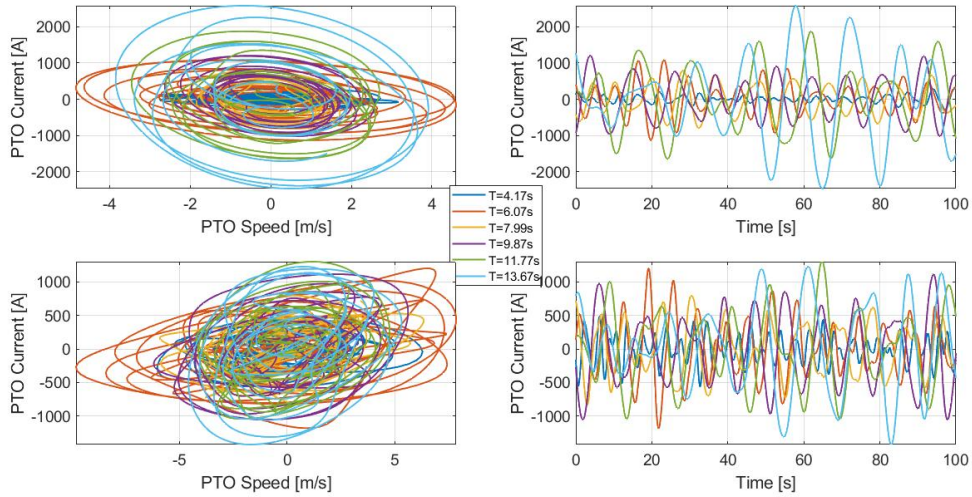 PTO Current [A]
2000
1000
0
-1000
-2000
-4
-2
0
2
4
PTO Speed [m/s]
PTO Current [A]
2000
1000
0
-1000
-2000
0
20
40
60
80
100
Time [s]
T=4.17s
T=6.07s
T=7.99s
T=9.87s
T=11.77s
T=13.67s
PTO Current [A]
1000
500
0
-500
-1000
-5
0
5
PTO Speed [m/s]
PTO Current [A]
1000
500
0
-500
-1000
0
20
40
60
80
100
Time [s]